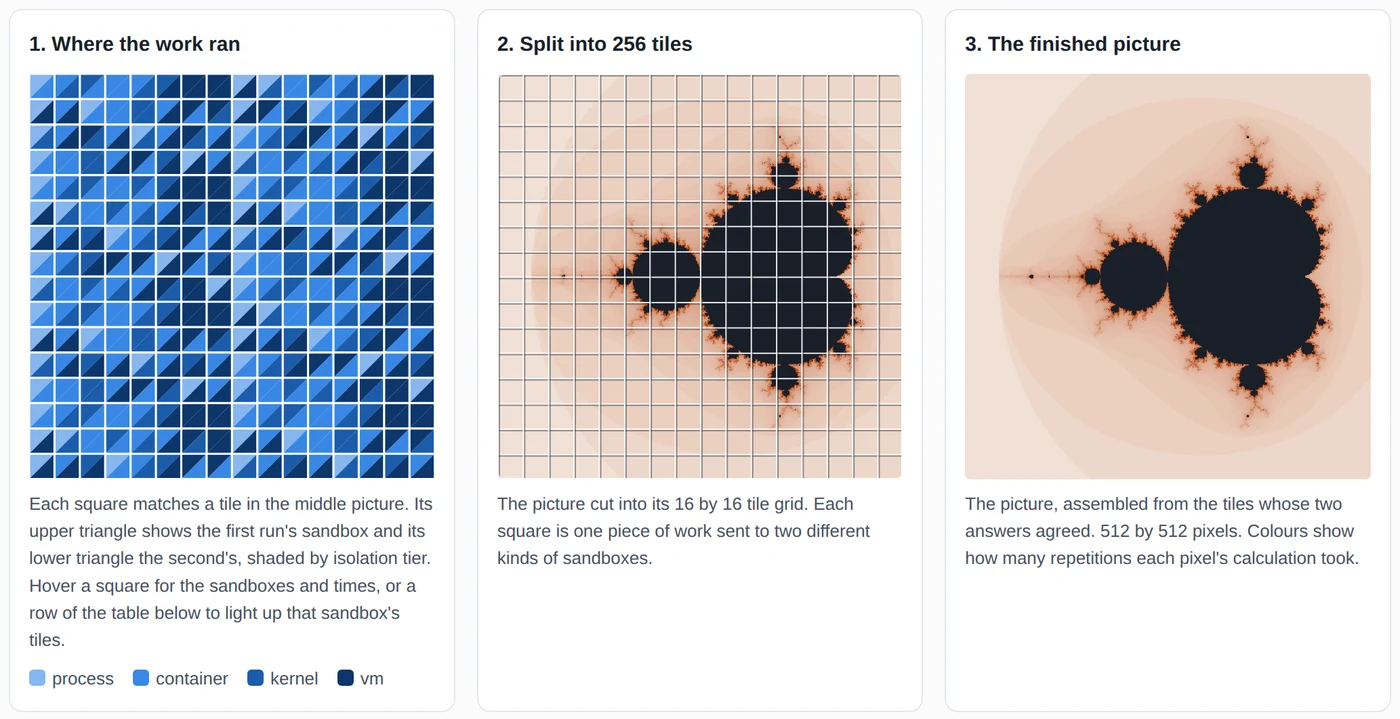 1. Where the work ran
Each square matches a tile in the middle picture. Its
upper triangle shows the first run's sandbox and its
lower triangle the second's, shaded by isolation tier.
Hover a square for the sandboxes and times, or a
row of the table below to light up that sandbox's
tiles.
process container kernel vm
2. Split into 256 tiles
The picture cut into its 16 by 16 tile grid. Each
square is one piece of work sent to two different
kinds of sandboxes.
3. The finished picture
The picture, assembled from the tiles whose two
answers agreed. 512 by 512 pixels. Colours show
how many repetitions each pixel's calculation took.